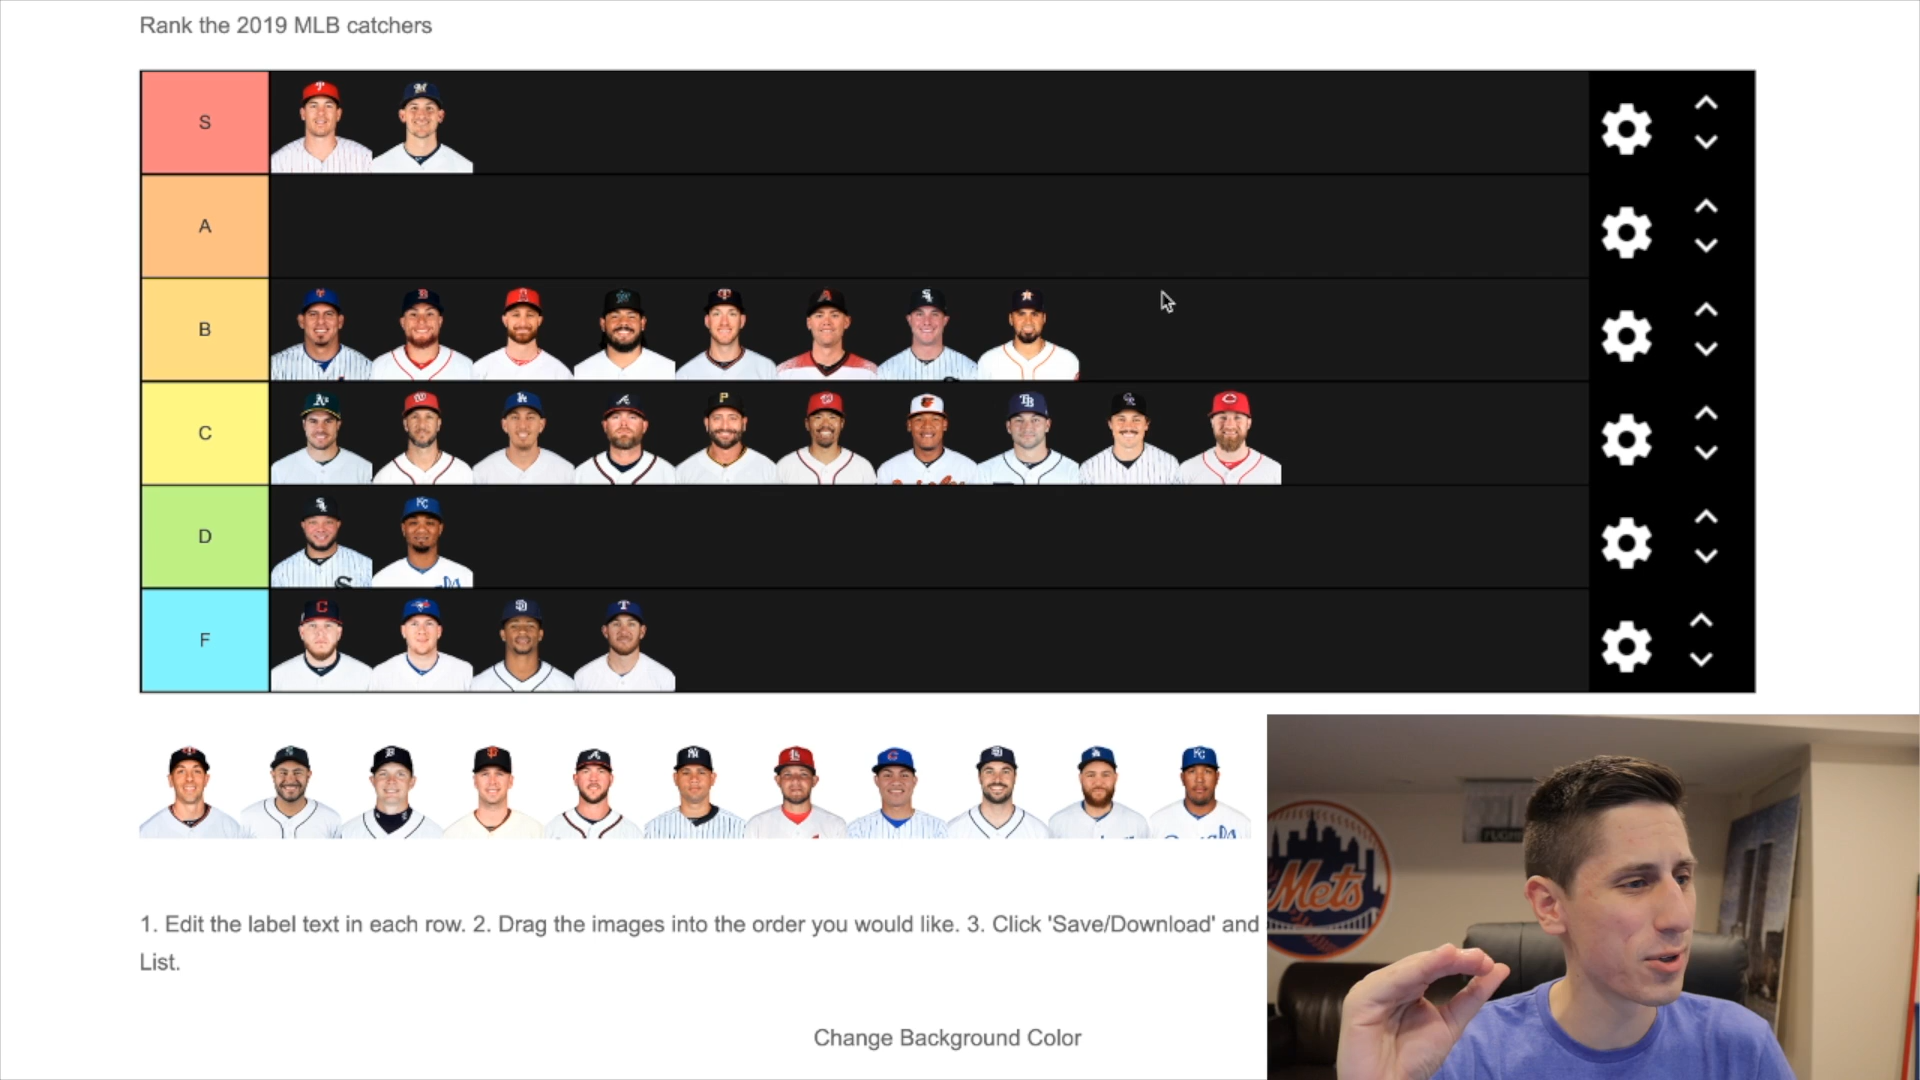 Rank the 2019 MLB catchers
S
A
B
C
D
F
1. Edit the label text in each row. 2. Drag the images into the order you would like. 3. Click 'Save/Download' and
List.
Change Background Color
Mets